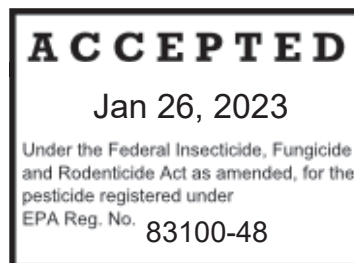 ACCEPTED
Jan 26, 2023
Under the Federal Insecticide, Fungicide
and Rodenticide Act as amended, for the
pesticide registered under
EPA Reg. No. 83100-48